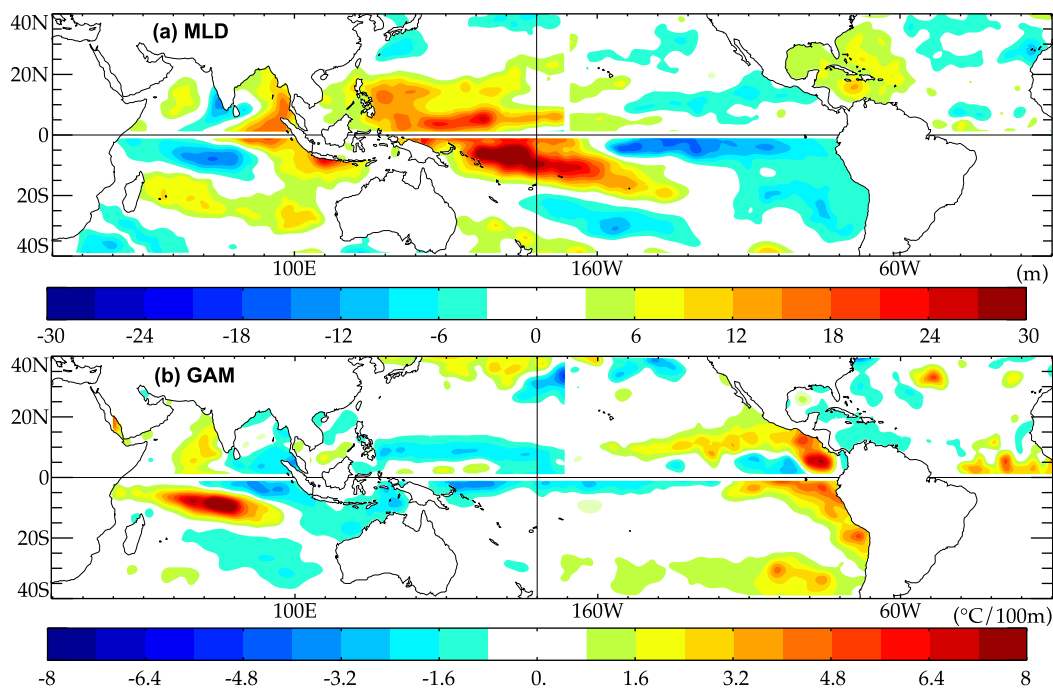 40N
(a) MLD
20N
0
20S
40S
100E 160W 60W (m)
-30 -24 -18 -12 -6 0 6 12 18 24 30
40N
(b) GAM
20N
0
20S
40S
100E 160W 60W (°C/100m)
-8 -6.4 -4.8 -3.2 -1.6 0. 1.6 3.2 4.8 6.4 8